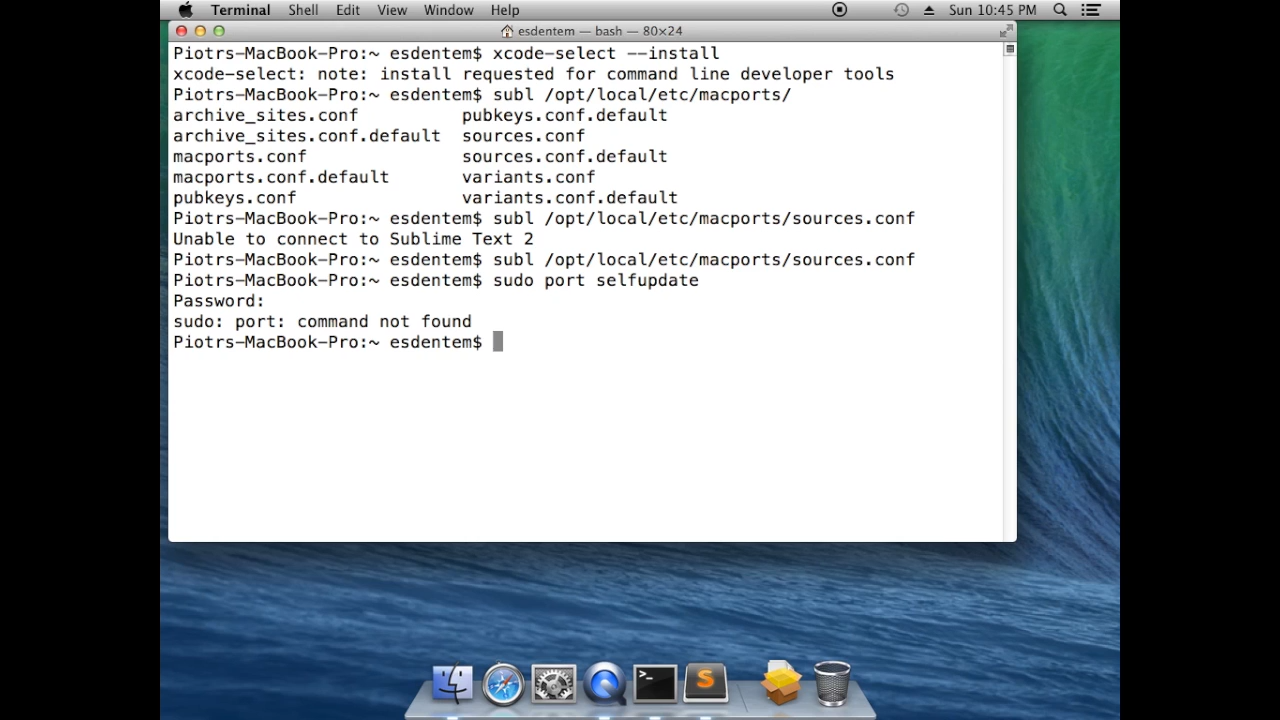 Terminal Shell Edit View Window Help Sun 10:45 PM
esdentem — bash — 80×24
Piotrs-MacBook-Pro:~ esdentem$ xcode-select --install
xcode-select: note: install requested for command line developer tools
Piotrs-MacBook-Pro:~ esdentem$ subl /opt/local/etc/macports/
archive_sites.conf pubkeys.conf.default
archive_sites.conf.default sources.conf
macports.conf sources.conf.default
macports.conf.default variants.conf
pubkeys.conf variants.conf.default
Piotrs-MacBook-Pro:~ esdentem$ subl /opt/local/etc/macports/sources.conf
Unable to connect to Sublime Text 2
Piotrs-MacBook-Pro:~ esdentem$ subl /opt/local/etc/macports/sources.conf
Piotrs-MacBook-Pro:~ esdentem$ sudo port selfupdate
Password:
sudo: port: command not found
Piotrs-MacBook-Pro:~ esdentem$